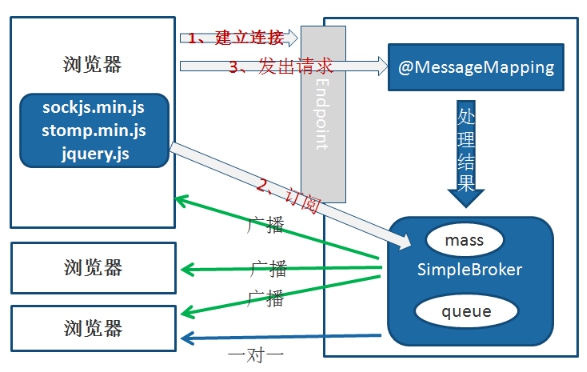 1、建立连接
浏览器
3、发出请求
@MessageMapping
sockjs.min.js
stomp.min.js
jquery.js
Endpoint
处理结果
2、订阅
广播
mass
浏览器
广播
SimpleBroker
广播
queue
浏览器
一对一